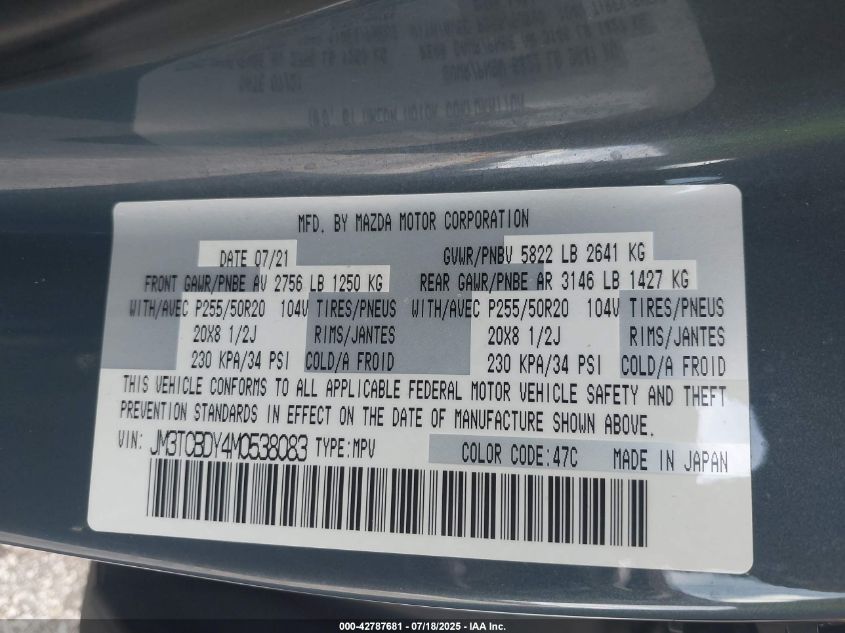 MFD. BY MAZDA MOTOR CORPORATION
DATE 07/21 GVWR/PNBV 5822 LB 2641 KG
FRONT GAWR/PNBE AV 2756 LB 1250 KG REAR GAWR/PNBE AR 3146 LB 1427 KG
WITH/AVEC P255/50R20 104V TIRES/PNEUS WITH/AVEC P255/50R20 104V TIRES/PNEUS
20X8 1/2J RIMS/JANTES 20X8 1/2J RIMS/JANTES
230 KPA/34 PSI COLD/A FROID 230 KPA/34 PSI COLD/A FROID
THIS VEHICLE CONFORMS TO ALL APPLICABLE FEDERAL MOTOR VEHICLE SAFETY AND THEFT
PREVENTION STANDARDS IN EFFECT ON THE DATE OF MANUFACTURE SHOWN ABOVE.
VIN: JM3TCBDY4M0538083 TYPE:MPV COLOR CODE:47C MADE IN JAPAN
000-42787681 - 07/18/2025 - IAA Inc.